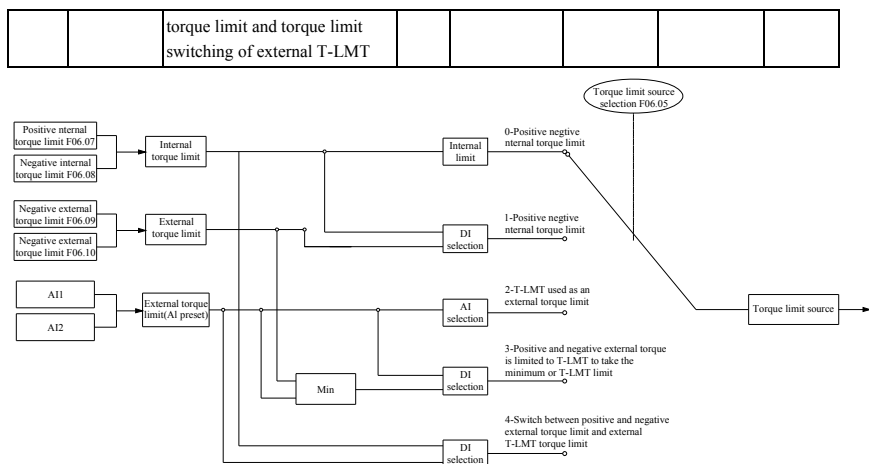 torque limit and torque limit
switching of external T-LMT
Torque limit source
selection F06.05
Positive nternal
torque limit F06.07
Negative internal
torque limit F06.08
Internal
torque limit
Internal
limit
0-Positive negtive
nternal torque limit
Negative external
torque limit F06.09
Negative external
torque limit F06.10
External
torque limit
DI
selection
1-Positive negtive
nternal torque limit
AI1
AI2
External torque
limit(AI preset)
AI
selection
2-T-LMT used as an
external torque limit
Torque limit source
Min
DI
selection
3-Positive and negative external torque
is limited to T-LMT to take the
minimum or T-LMT limit
DI
selection
4-Switch between positive and negative
external torque limit and external
T-LMT torque limit